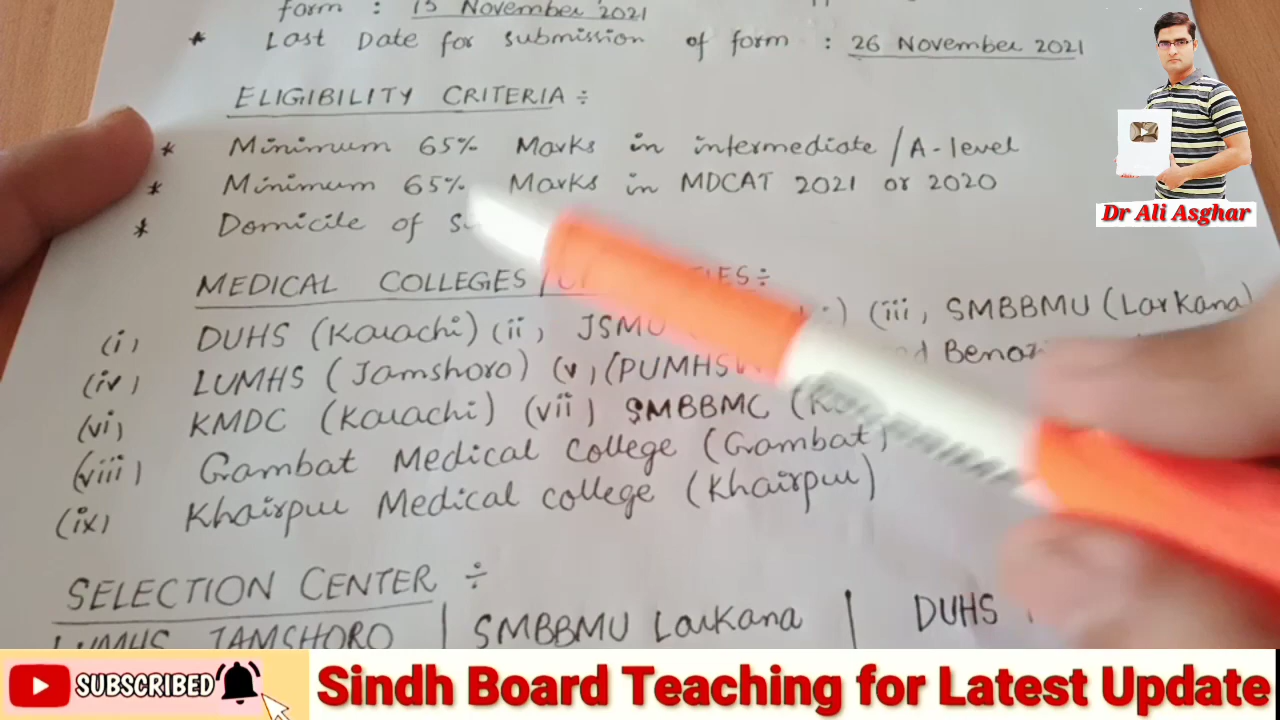 form : 15 November 2021
* Last Date for submission of form : 26 November 2021
ELIGIBILITY CRITERIA ÷
* Minimum 65% Marks in intermediate / A-level
* Minimum 65% Marks in MDCAT 2021 or 2020
* Domicile of
MEDICAL COLLEGES /
(i) DUHS (Karachi) (ii) JSMU (iii) SMBBMU (Larkana)
(iv) LUMHS (Jamshoro) (v) (PUMHSW
(vi) KMDC (Karachi) (vii) SMBBMC
(viii) Gambat Medical College (Gambat)
(ix) Khairpur Medical college (Khairpur)
SELECTION CENTER ÷
LUMHS JAMSHORO | SMBBMU Larkana | DUHS
Dr Ali Asghar
SUBSCRIBED
Sindh Board Teaching for Latest Update